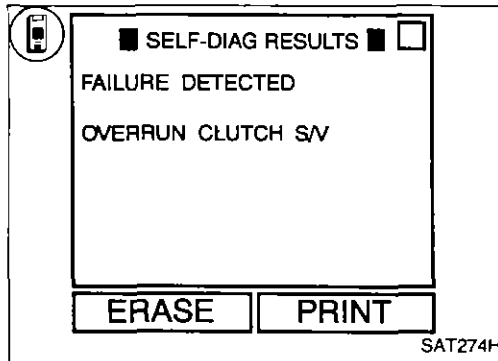 SELF-DIAG RESULTS
FAILURE DETECTED
OVERRUN CLUTCH S/V
ERASE
PRINT
SAT274H